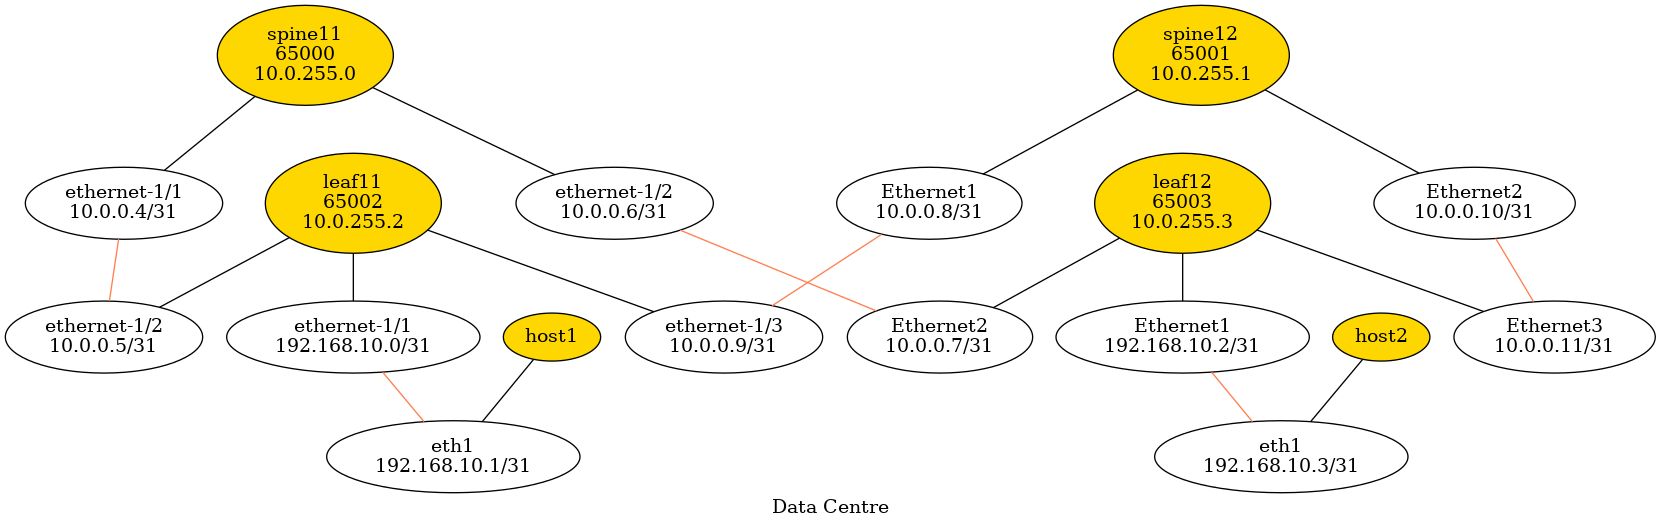 spine11
65000
10.0.255.0
spine12
65001
10.0.255.1
ethernet-1/1
10.0.0.4/31
leaf11
65002
10.0.255.2
ethernet-1/2
10.0.0.6/31
Ethernet1
10.0.0.8/31
leaf12
65003
10.0.255.3
Ethernet2
10.0.0.10/31
ethernet-1/2
10.0.0.5/31
ethernet-1/1
192.168.10.0/31
host1
ethernet-1/3
10.0.0.9/31
Ethernet2
10.0.0.7/31
Ethernet1
192.168.10.2/31
host2
Ethernet3
10.0.0.11/31
eth1
192.168.10.1/31
eth1
192.168.10.3/31
Data Centre